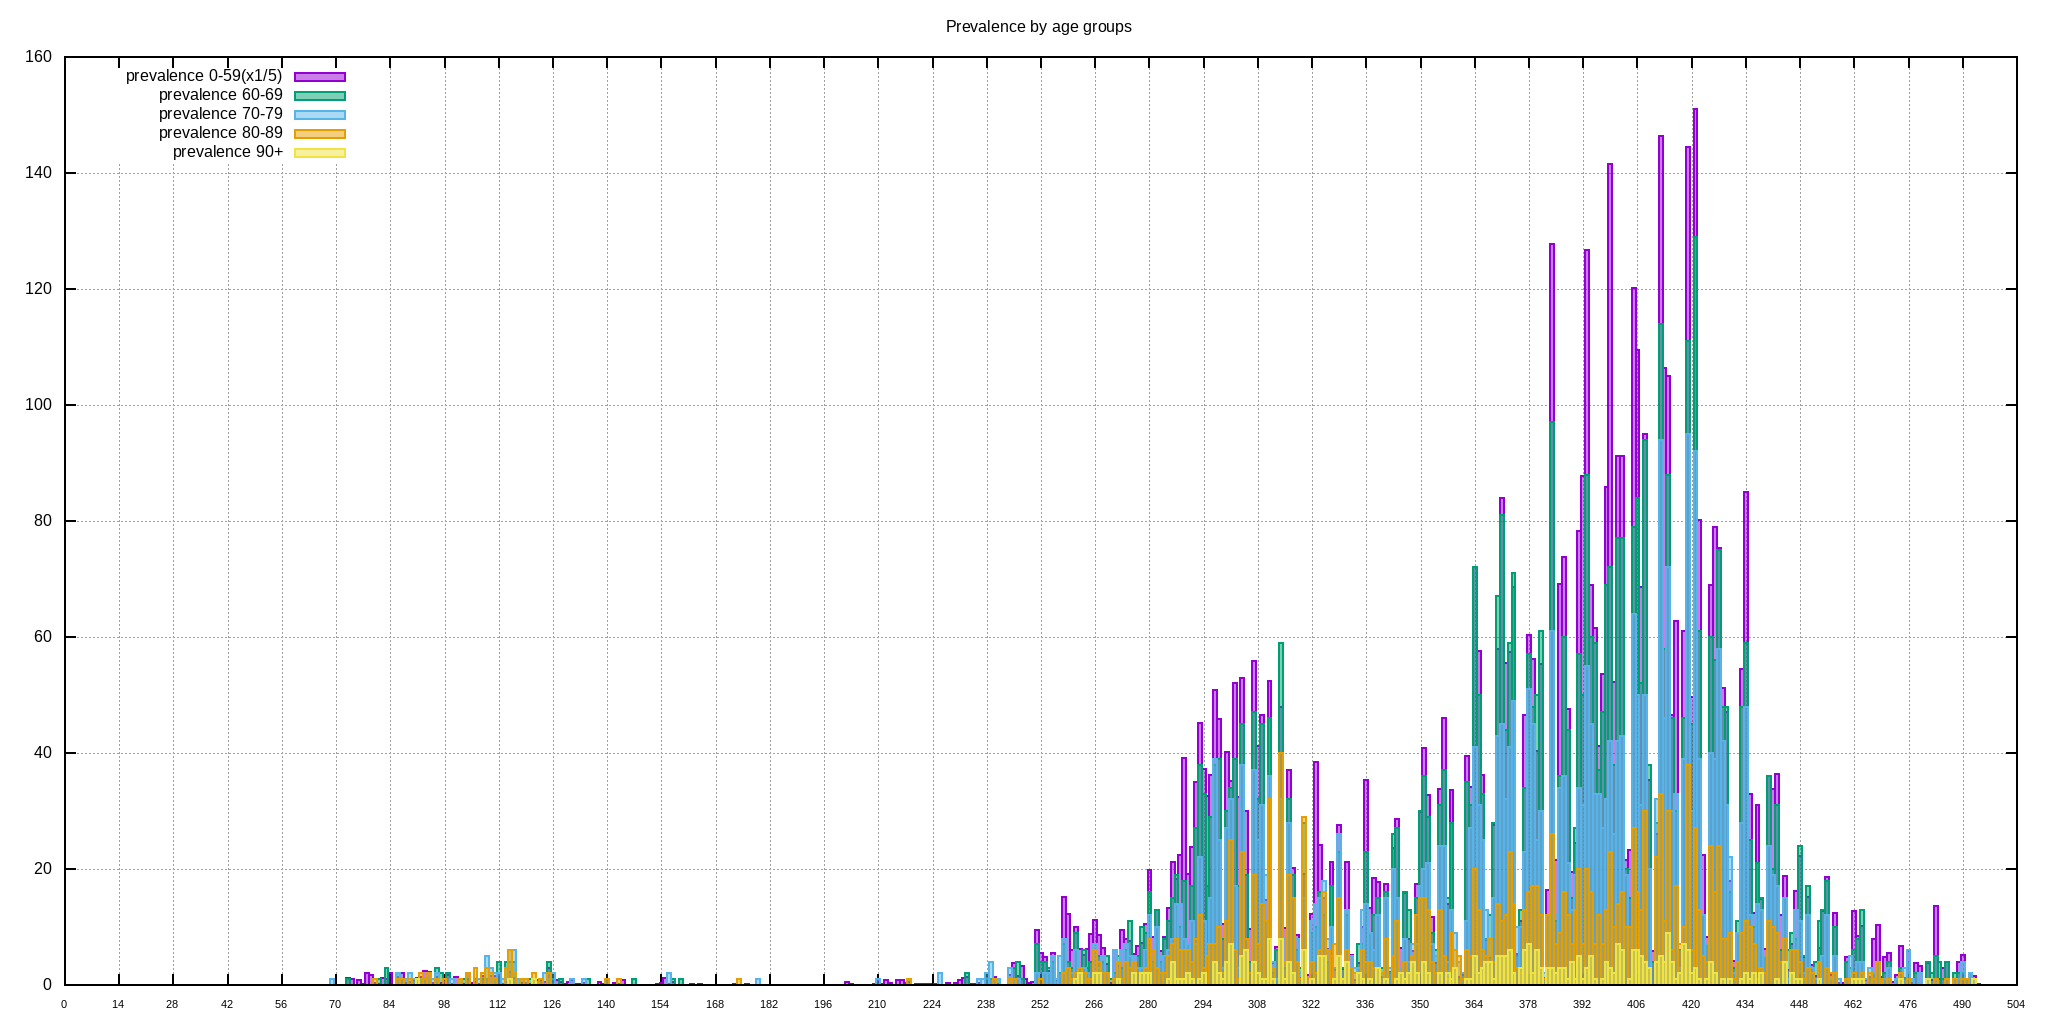 Prevalence by age groups
160
140
120
100
80
60
40
20
0
prevalence 0-59(x1/5)
prevalence 60-69
prevalence 70-79
prevalence 80-89
prevalence 90+
0 14 28 42 56 70 84 98 112 126 140 154 168 182 196 210 224 238 252 266 280 294 308 322 336 350 364 378 392 406 420 434 448 462 476 490 504